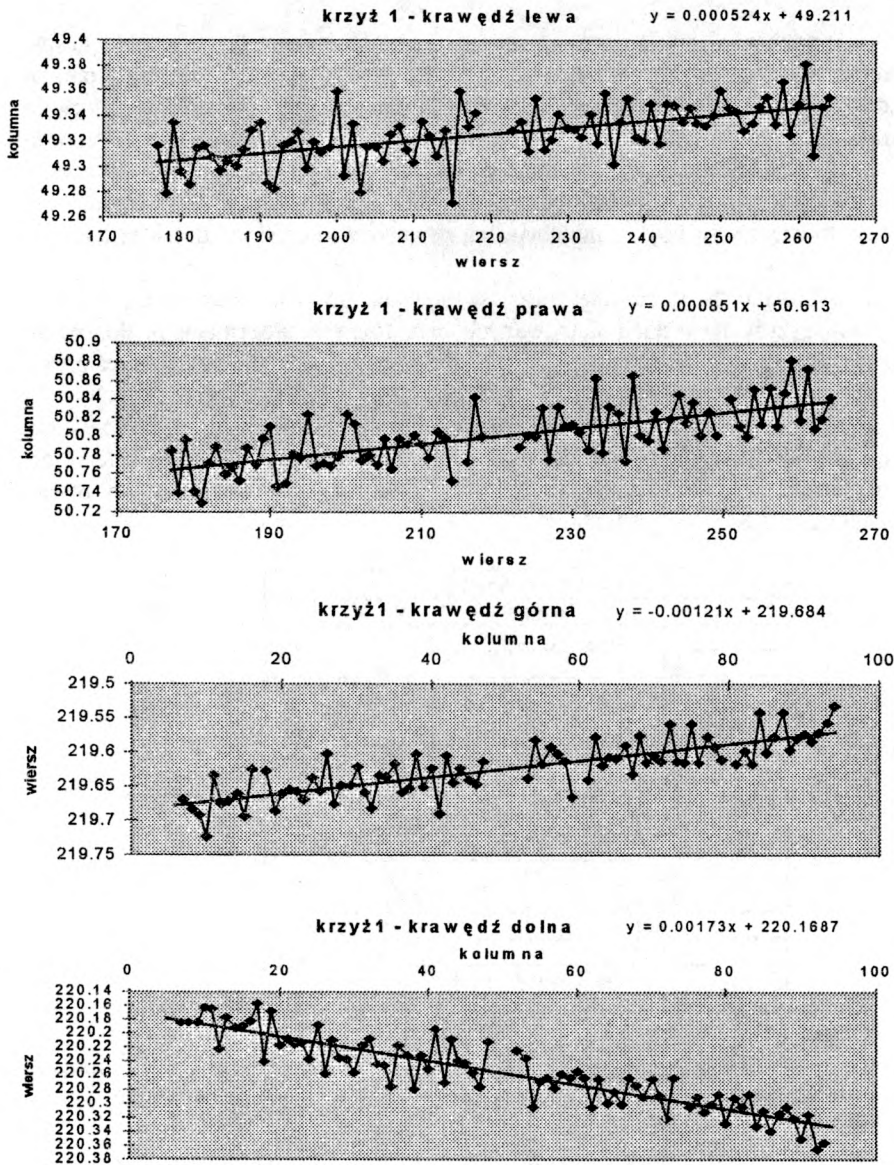 krzyż 1 - krawędź lewa y = 0.000524x + 49.211
49.4
49.38
49.36
49.34
49.32
49.3
49.28
49.26
kolumna
170 180 190 200 210 220 230 240 250 260 270
wiersz
krzyż 1 - krawędź prawa y = 0.000851x + 50.613
50.9
50.88
50.86
50.84
50.82
50.8
50.78
50.76
50.74
50.72
kolumna
170 190 210 230 250 270
wiersz
krzyż1 - krawędź górna y = -0.00121x + 219.684
kolumna
0 20 40 60 80 100
219.5
219.55
219.6
219.65
219.7
219.75
wiersz
krzyż1 - krawędź dolna y = 0.00173x + 220.1687
kolumna
0 20 40 60 80 100
220.14
220.16
220.18
220.2
220.22
220.24
220.26
220.28
220.3
220.32
220.34
220.36
220.38
wiersz